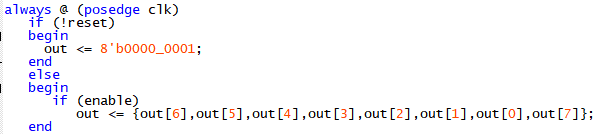 always @ (posedge clk)
if (!reset)
begin
out <= 8'b0000_0001;
end
else
begin
if (enable)
out <= {out[6],out[5],out[4],out[3],out[2],out[1],out[0],out[7]};
end